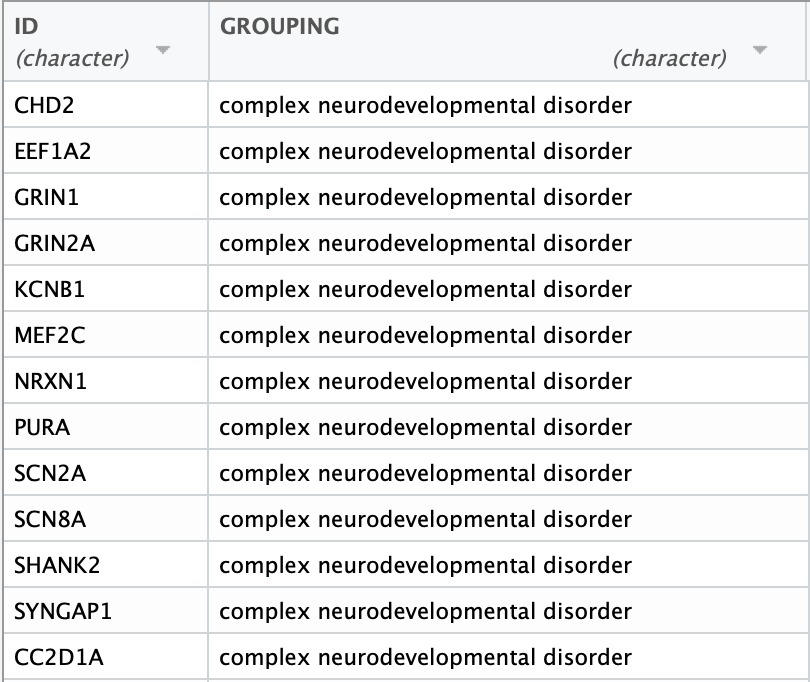 ID GROUPING
(character) (character)
CHD2 complex neurodevelopmental disorder
EEF1A2 complex neurodevelopmental disorder
GRIN1 complex neurodevelopmental disorder
GRIN2A complex neurodevelopmental disorder
KCNB1 complex neurodevelopmental disorder
MEF2C complex neurodevelopmental disorder
NRXN1 complex neurodevelopmental disorder
PURA complex neurodevelopmental disorder
SCN2A complex neurodevelopmental disorder
SCN8A complex neurodevelopmental disorder
SHANK2 complex neurodevelopmental disorder
SYNGAP1 complex neurodevelopmental disorder
CC2D1A complex neurodevelopmental disorder